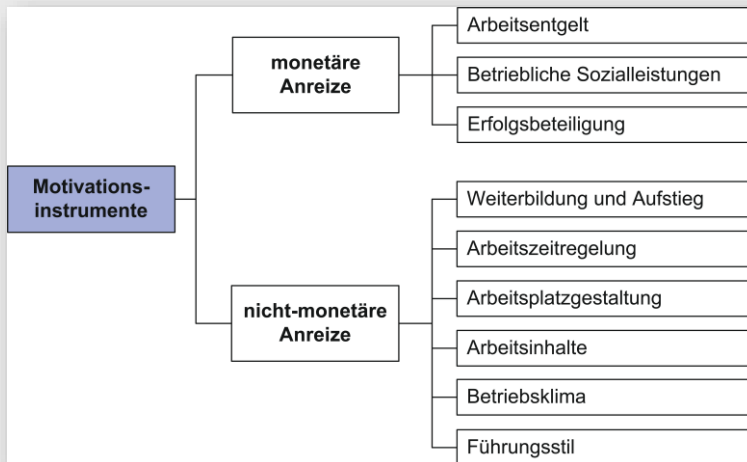 Motivations-
instrumente
monetäre
Anreize
Arbeitsentgelt
Betriebliche Sozialleistungen
Erfolgsbeteiligung
nicht-monetäre
Anreize
Weiterbildung und Aufstieg
Arbeitszeitregelung
Arbeitsplatzgestaltung
Arbeitsinhalte
Betriebsklima
Führungsstil